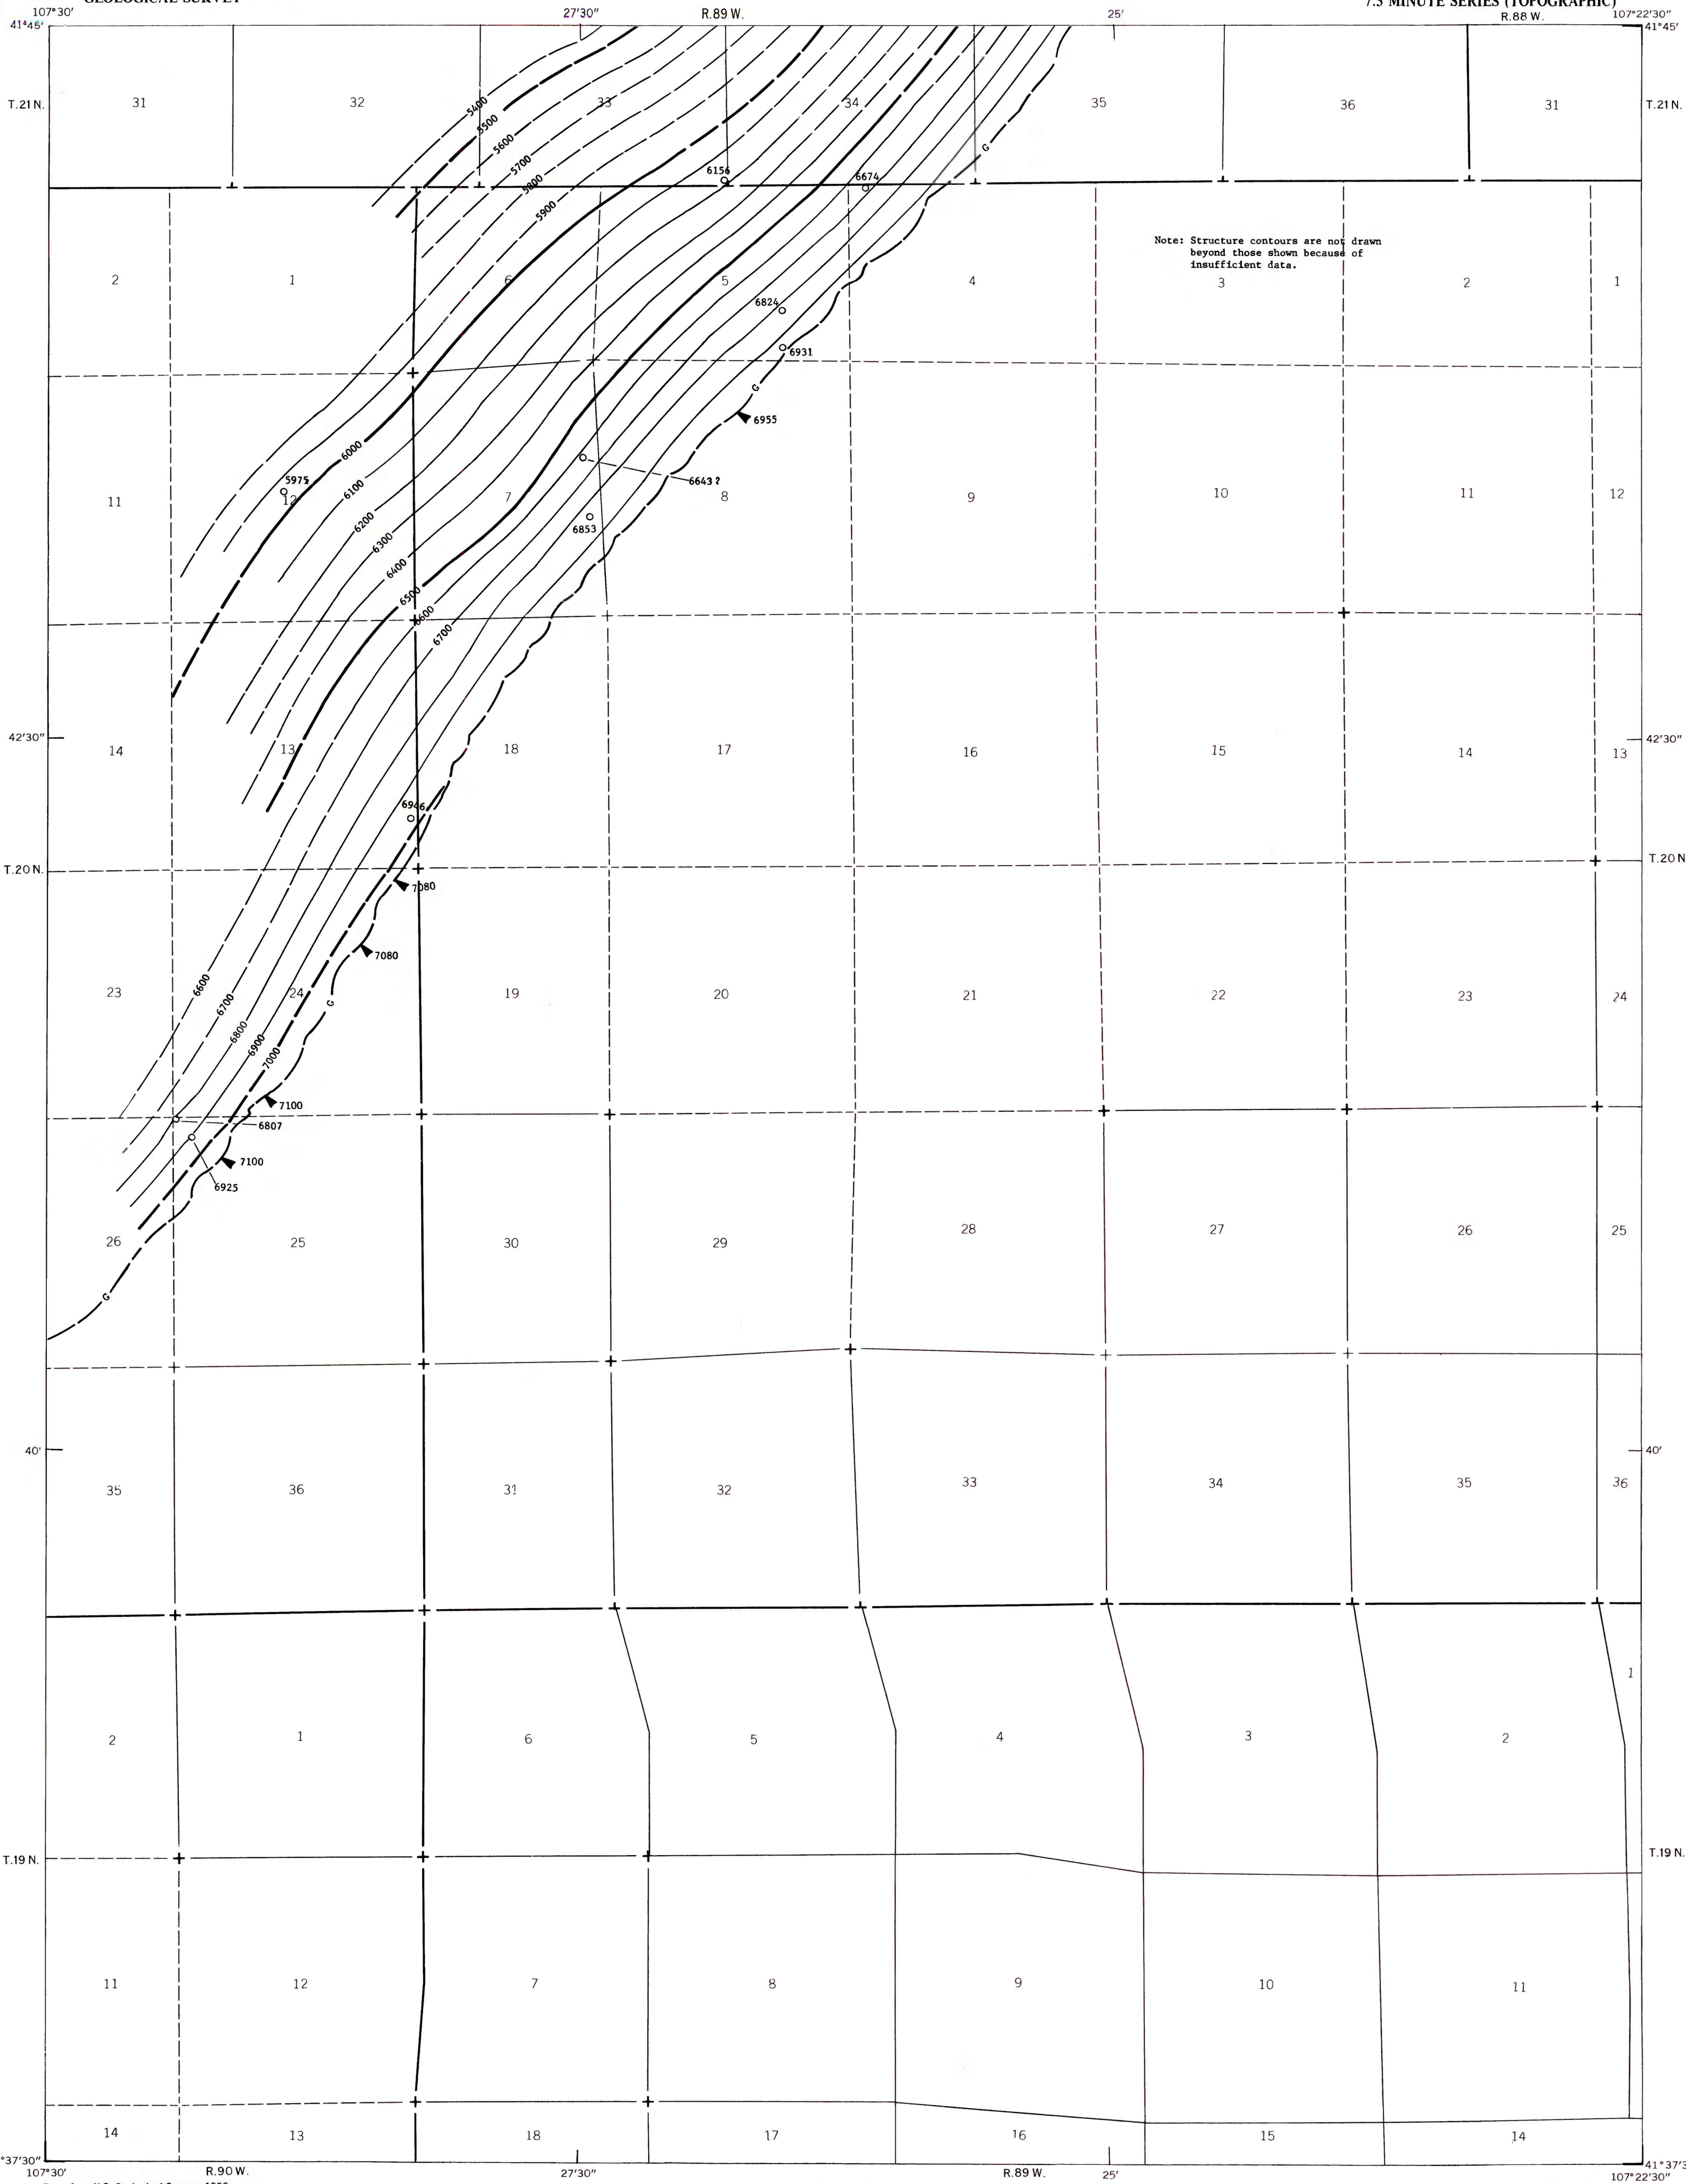 GEOLOGICAL SURVEY
7.5 MINUTE SERIES (TOPOGRAPHIC)
107°30' 27'30" R.89 W. 25' R.88 W. 107°22'30"
41°45' 41°45'
T.21 N. 31 32 33 34 35 36 31 T.21 N.
5400
5500
5600
5700
5800
5900
6156
6674
Note: Structure contours are not drawn
beyond those shown because of
insufficient data.
G
2 1 6 5 4 3 2 1
6824
6931
G
6955
6000
5975
6100
6643?
11 12 7 8 9 10 11 12
6200
6853
6300
6400
6500
6600
6700
42'30" 42'30"
14 13 18 17 16 15 14 13
6946
T.20 N. T.20 N
7080
7080
23 24 19 20 21 22 23 24
6600
6700
G
6800
6900
7000
7100
6807
7100
6925
26 25 30 29 28 27 26 25
G
40' 40'
35 36 31 32 33 34 35 36
1
2 1 6 5 4 3 2
T.19 N. T.19 N.
11 12 7 8 9 10 11
14 13 18 17 16 15 14
°37'30" 41°37'3
107°30' R.90 W. 27'30" R.89 W. 25' 107°22'30"